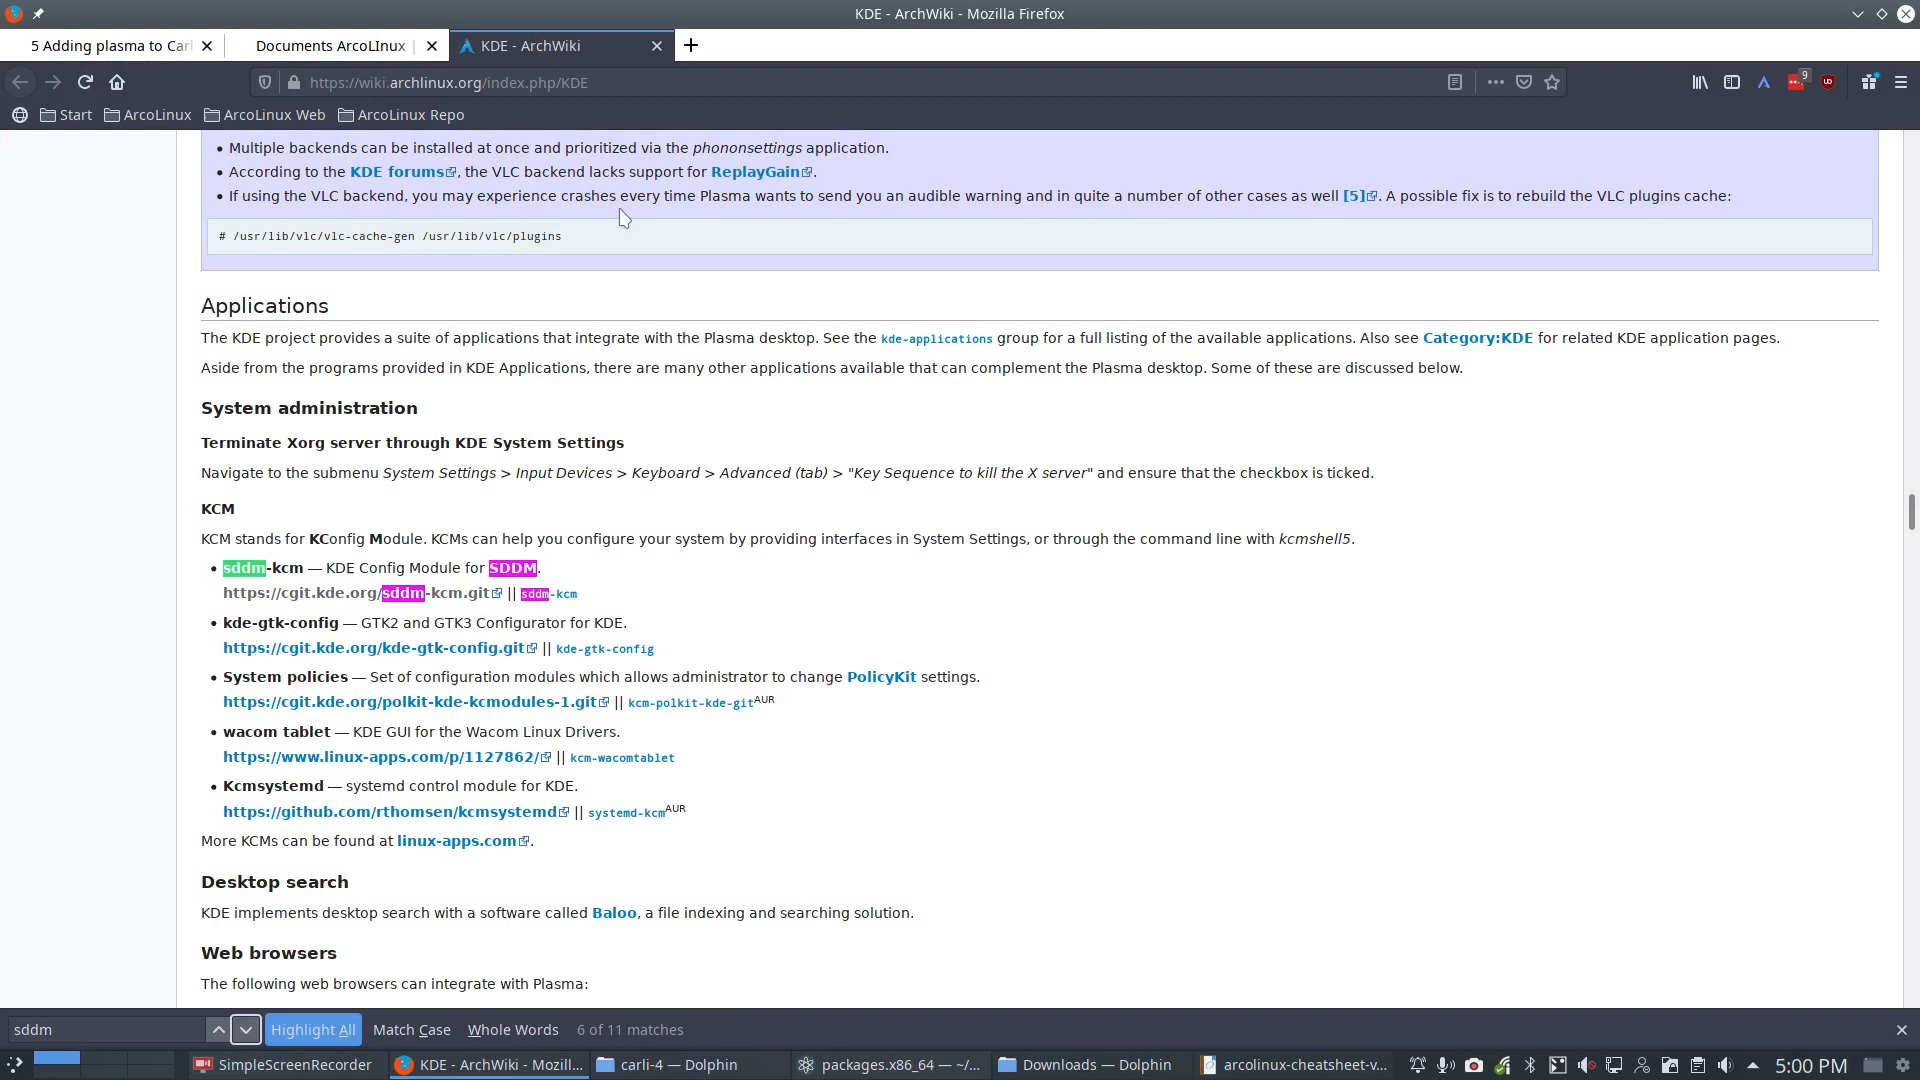 KDE - ArchWiki - Mozilla Firefox
5 Adding plasma to Carl
Documents ArcoLInux |
KDE - ArchWiki
https://wiki.archlinux.org/index.php/KDE
9
Start
ArcoLinux
ArcoLinux Web
ArcoLinux Repo
• Multiple backends can be installed at once and prioritized via the phononsettings application.
• According to the KDE forums, the VLC backend lacks support for ReplayGain.
• If using the VLC backend, you may experience crashes every time Plasma wants to send you an audible warning and in quite a number of other cases as well [5]. A possible fix is to rebuild the VLC plugins cache:
# /usr/lib/vlc/vlc-cache-gen /usr/lib/vlc/plugins
Applications
The KDE project provides a suite of applications that integrate with the Plasma desktop. See the kde-applications group for a full listing of the available applications. Also see Category:KDE for related KDE application pages.
Aside from the programs provided in KDE Applications, there are many other applications available that can complement the Plasma desktop. Some of these are discussed below.
System administration
Terminate Xorg server through KDE System Settings
Navigate to the submenu System Settings > Input Devices > Keyboard > Advanced (tab) > "Key Sequence to kill the X server" and ensure that the checkbox is ticked.
KCM
KCM stands for KConfig Module. KCMs can help you configure your system by providing interfaces in System Settings, or through the command line with kcmshell5.
• sddm-kcm — KDE Config Module for SDDM.
https://cgit.kde.org/sddm-kcm.git || sddm-kcm
• kde-gtk-config — GTK2 and GTK3 Configurator for KDE.
https://cgit.kde.org/kde-gtk-config.git || kde-gtk-config
• System policies — Set of configuration modules which allows administrator to change PolicyKit settings.
https://cgit.kde.org/polkit-kde-kcmodules-1.git || kcm-polkit-kde-gitAUR
• wacom tablet — KDE GUI for the Wacom Linux Drivers.
https://www.linux-apps.com/p/1127862/ || kcm-wacomtablet
• Kcmsystemd — systemd control module for KDE.
https://github.com/rthomsen/kcmsystemd || systemd-kcmAUR
More KCMs can be found at linux-apps.com.
Desktop search
KDE implements desktop search with a software called Baloo, a file indexing and searching solution.
Web browsers
The following web browsers can integrate with Plasma:
sddm
Highlight All
Match Case
Whole Words
6 of 11 matches
SimpleScreenRecorder
KDE - ArchWiki - Mozill...
carli-4 — Dolphin
packages.x86_64 — ~/...
Downloads — Dolphin
arcolinux-cheatsheet-v...
5:00 PM